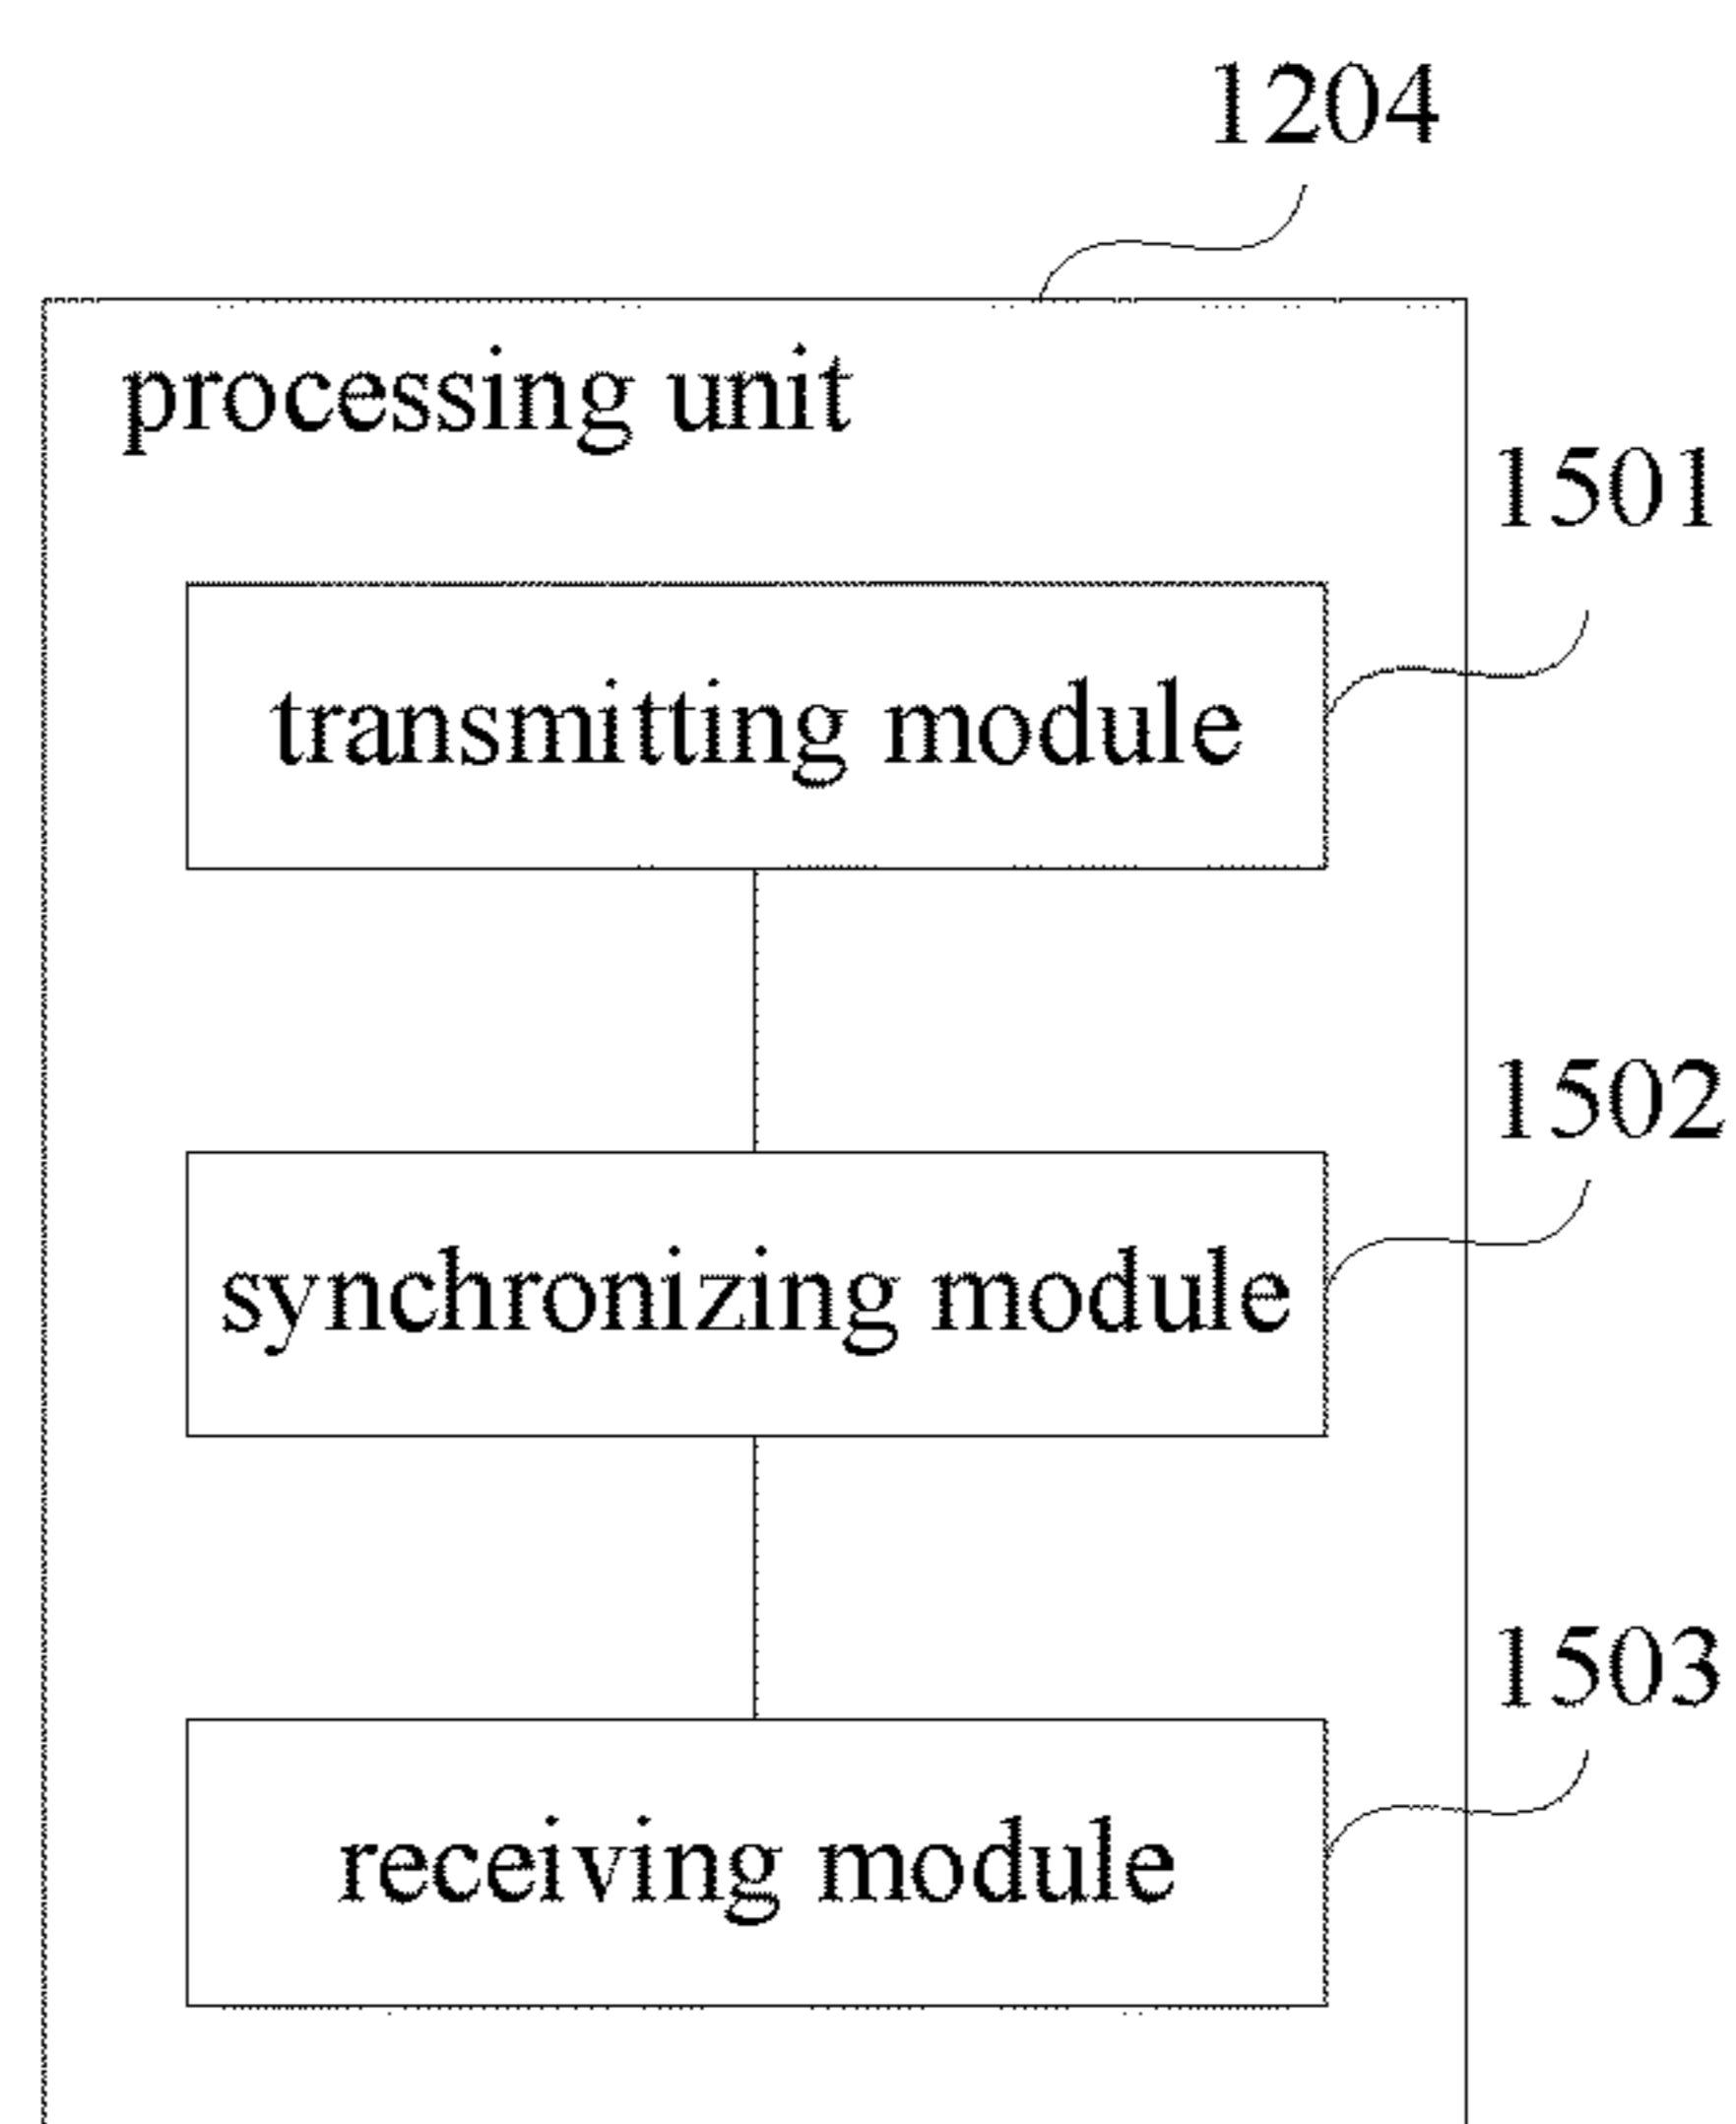 1204
processing unit
1501
transmitting module
1502
synchronizing module
1503
receiving module